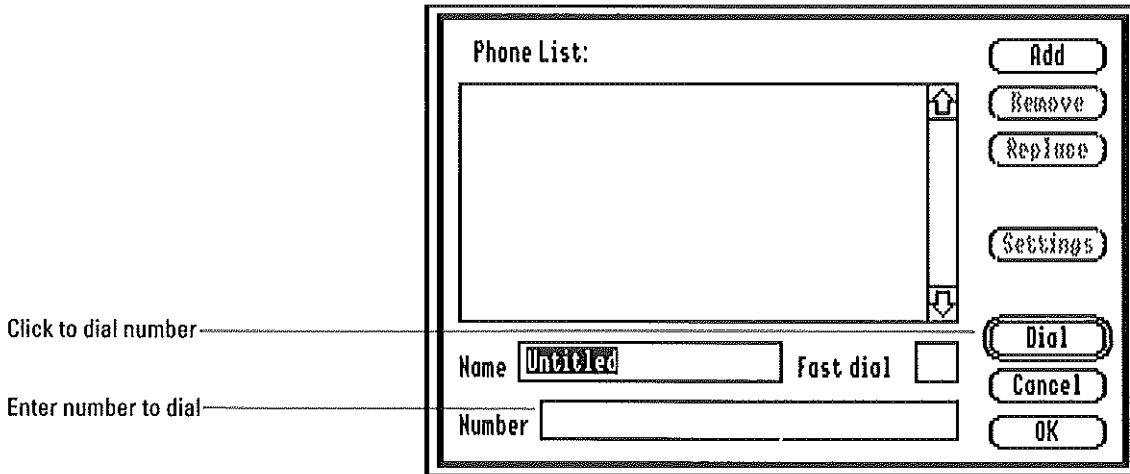 Phone List:
Add
Remove
Replace
Settings
Click to dial number
Dial
Name Untitled Fast dial
Cancel
Enter number to dial
Number
OK